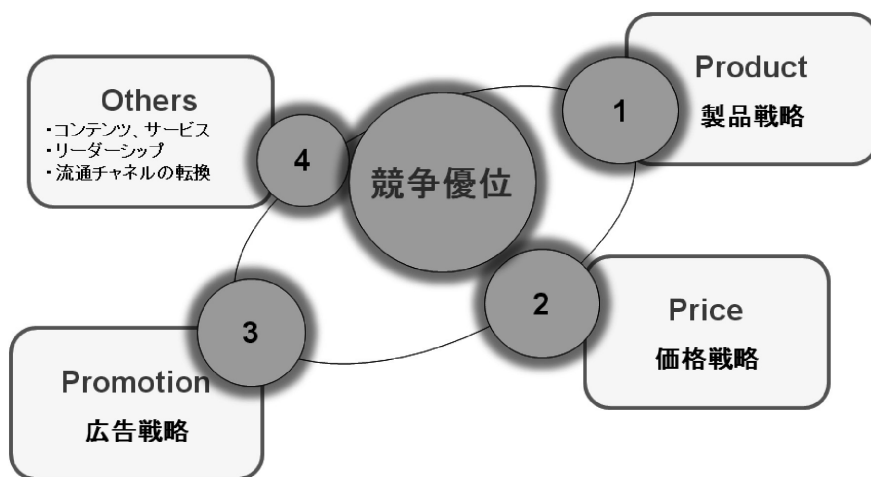 競争優位
1
Product
製品戦略
2
Price
価格戦略
3
Promotion
広告戦略
4
Others
・コンテンツ、サービス
・リーダーシップ
・流通チャネルの転換